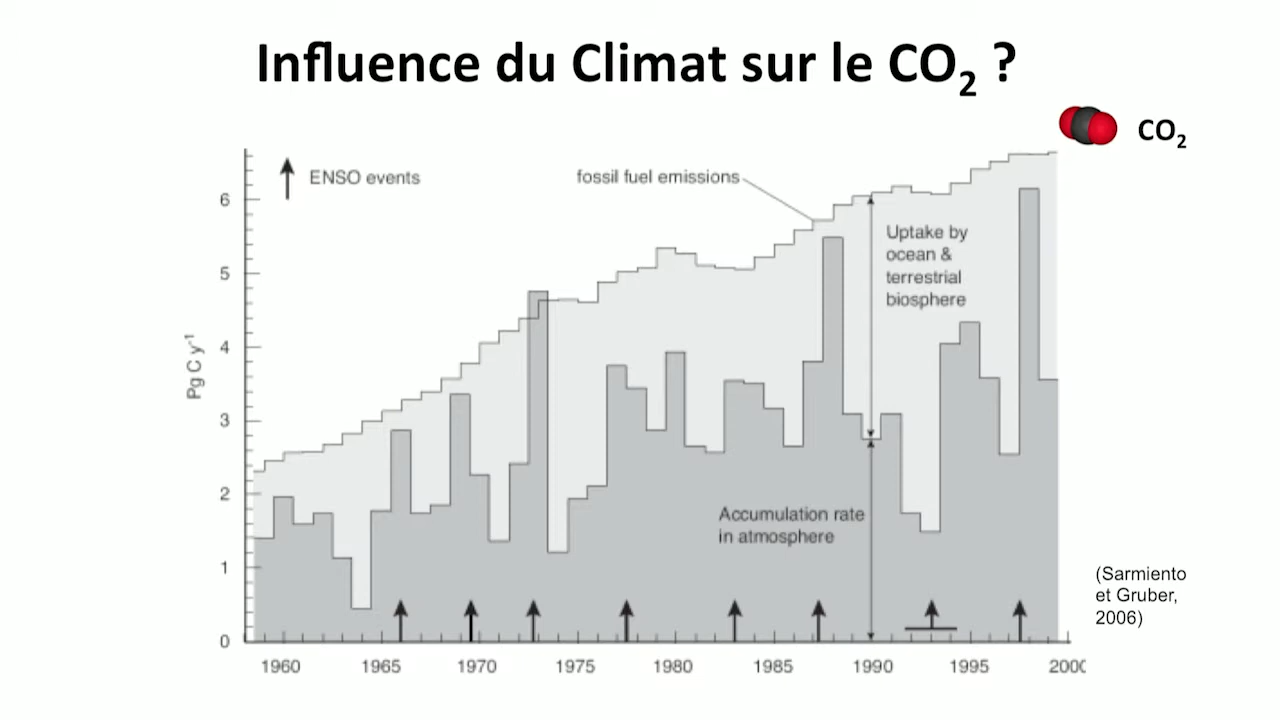 Influence du Climat sur le CO₂ ?
CO₂
ENSO events
fossil fuel emissions
6
Uptake by
ocean &
terrestrial
biosphere
5
4
Pg C y⁻¹
3
2
Accumulation rate
in atmosphere
1
(Sarmiento
et Gruber,
2006)
0
1960 1965 1970 1975 1980 1985 1990 1995 2000